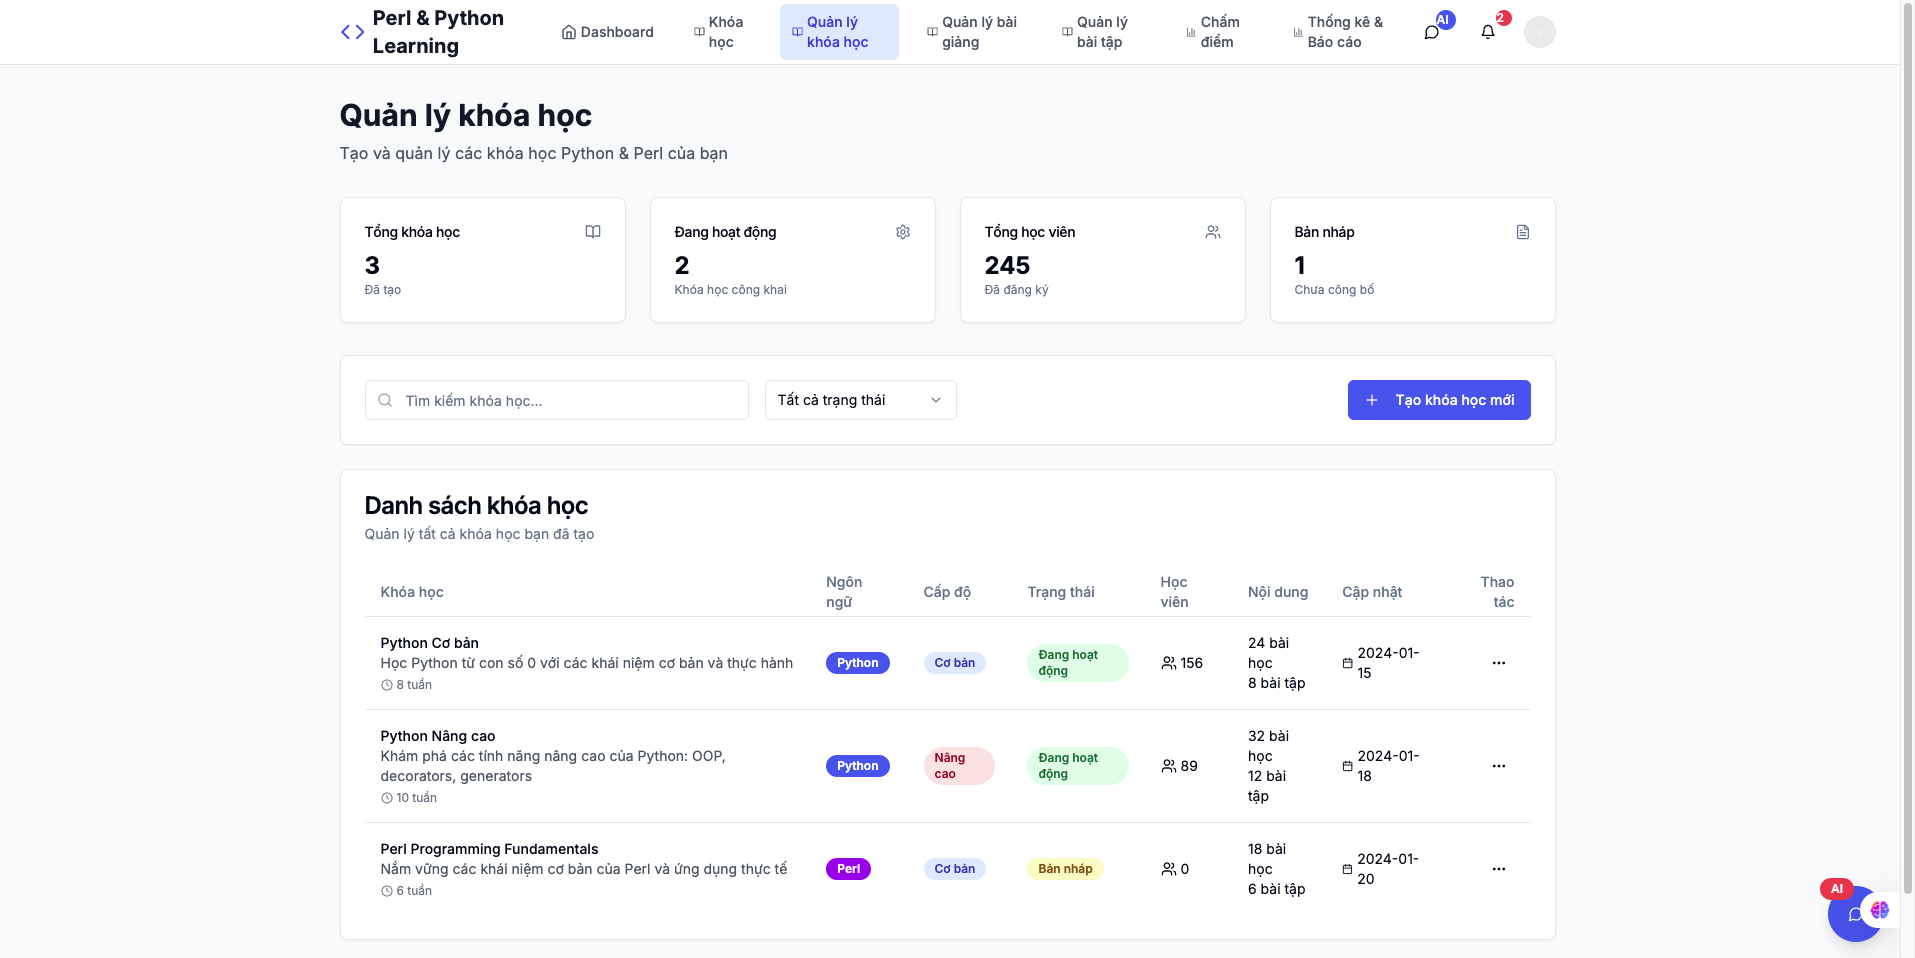 Perl & Python
Learning
Dashboard
Khóa
học
Quản lý
khóa học
Quản lý bài
giảng
Quản lý
bài tập
Chấm
điểm
Thống kê &
Báo cáo
AI
2
Quản lý khóa học
Tạo và quản lý các khóa học Python & Perl của bạn
Tổng khóa học
3
Đã tạo
Đang hoạt động
2
Khóa học công khai
Tổng học viên
245
Đã đăng ký
Bản nháp
1
Chưa công bố
Tìm kiếm khóa học...
Tất cả trạng thái
Tạo khóa học mới
Danh sách khóa học
Quản lý tất cả khóa học bạn đã tạo
Khóa học
Ngôn
ngữ
Cấp độ
Trạng thái
Học
viên
Nội dung
Cập nhật
Thao
tác
Python Cơ bản
Học Python từ con số 0 với các khái niệm cơ bản và thực hành
8 tuần
Python
Cơ bản
Đang hoạt
động
156
24 bài
học
8 bài tập
2024-01-
15
Python Nâng cao
Khám phá các tính năng nâng cao của Python: OOP,
decorators, generators
10 tuần
Python
Nâng
cao
Đang hoạt
động
89
32 bài
học
12 bài
tập
2024-01-
18
Perl Programming Fundamentals
Nắm vững các khái niệm cơ bản của Perl và ứng dụng thực tế
6 tuần
Perl
Cơ bản
Bản nháp
0
18 bài
học
6 bài tập
2024-01-
20
AI